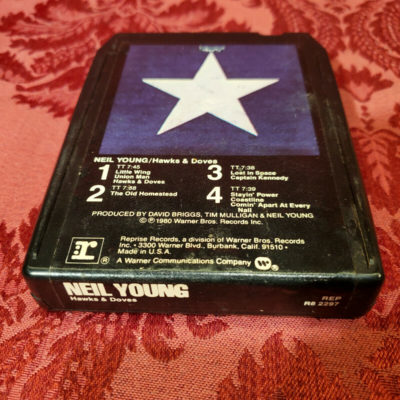 NEIL YOUNG/Hawks & Doves
1 TT 7:45
Little Wing
Union Man
Hawks & Doves
2 TT 7:58
The Old Homestead
3 TT 7:36
Lost in Space
Captain Kennedy
4 TT 7:39
Stayin' Power
Coastline
Comin' Apart At Every
Nail
PRODUCED BY DAVID BRIGGS, TIM MULLIGAN & NEIL YOUNG
© ℗ 1980 Warner Bros. Records Inc.
r ®
Reprise Records, a division of Warner Bros. Records
Inc. • 3300 Warner Blvd., Burbank, Calif. 91510 •
Made in U.S.A.
A Warner Communications Company ®
NEIL YOUNG
Hawks & Doves
REP
R8 2297